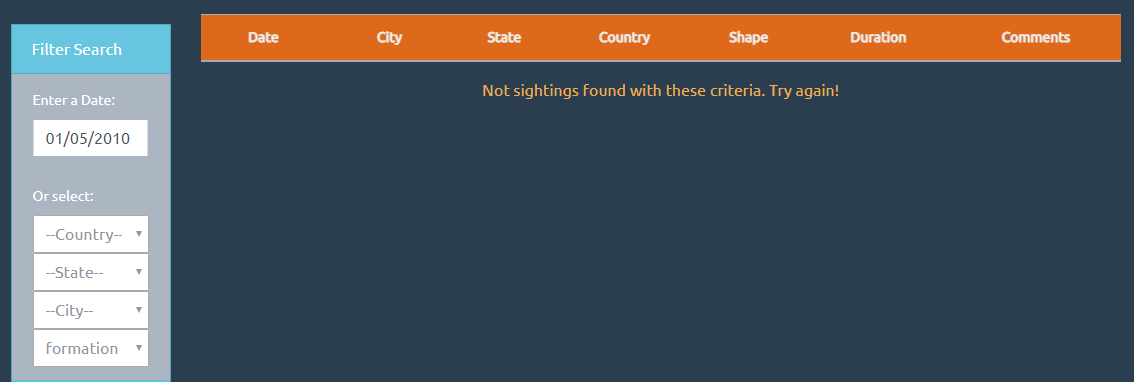 Filter Search
Enter a Date:
01/05/2010
Or select:
--Country--
--State--
--City--
formation
Date City State Country Shape Duration Comments
Not sightings found with these criteria. Try again!